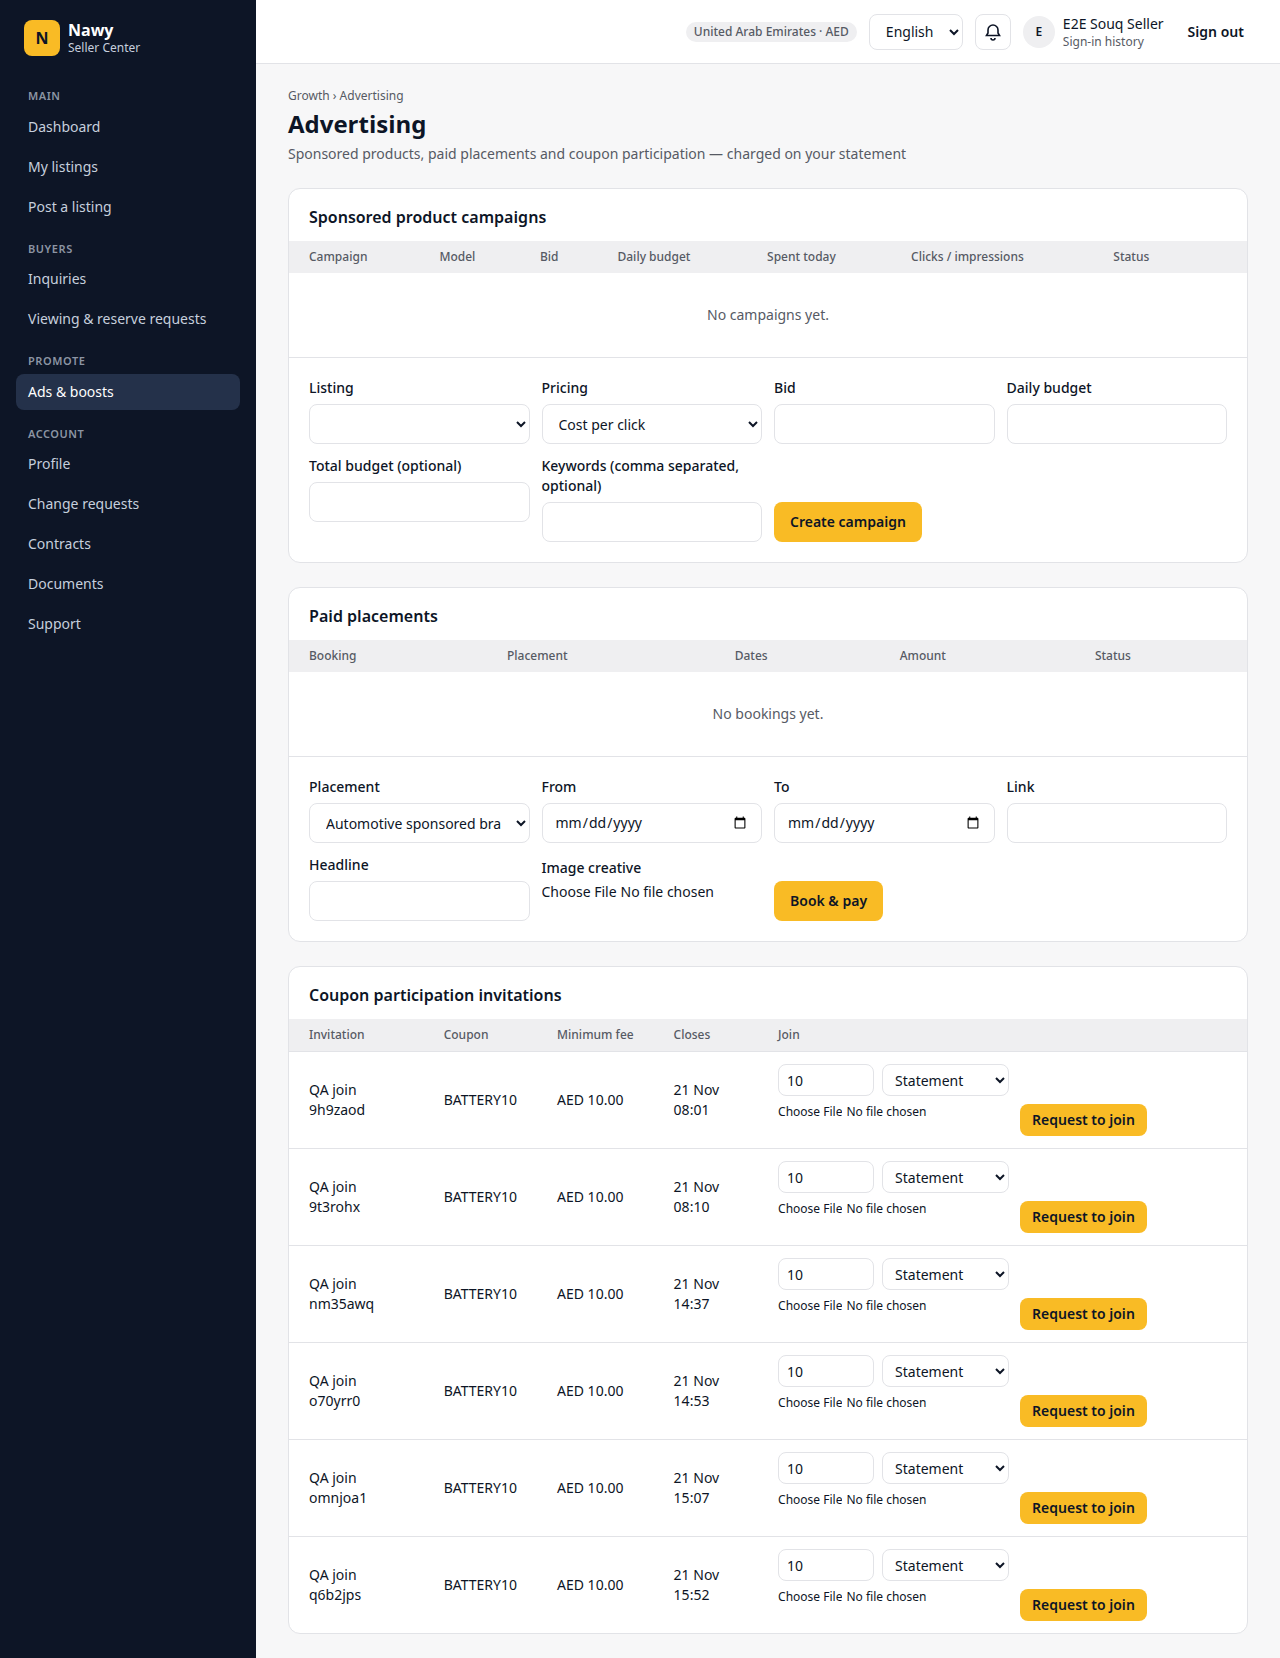 N
Nawy
Seller Center
MAIN
Dashboard
My listings
Post a listing
BUYERS
Inquiries
Viewing & reserve requests
PROMOTE
Ads & boosts
ACCOUNT
Profile
Change requests
Contracts
Documents
Support
United Arab Emirates · AED
English
E
E2E Souq Seller
Sign-in history
Sign out
Growth › Advertising
Advertising
Sponsored products, paid placements and coupon participation — charged on your statement
Sponsored product campaigns
Campaign Model Bid Daily budget Spent today Clicks / impressions Status
No campaigns yet.
Listing Pricing Bid Daily budget
Cost per click
Total budget (optional) Keywords (comma separated, optional)
Create campaign
Paid placements
Booking Placement Dates Amount Status
No bookings yet.
Placement From To Link
Automotive sponsored bra mm/dd/yyyy mm/dd/yyyy
Headline Image creative
Choose File No file chosen
Book & pay
Coupon participation invitations
Invitation Coupon Minimum fee Closes Join
QA join 9h9zaod BATTERY10 AED 10.00 21 Nov 08:01 10 Statement
Choose File No file chosen
Request to join
QA join 9t3rohx BATTERY10 AED 10.00 21 Nov 08:10 10 Statement
Choose File No file chosen
Request to join
QA join nm35awq BATTERY10 AED 10.00 21 Nov 14:37 10 Statement
Choose File No file chosen
Request to join
QA join o70yrr0 BATTERY10 AED 10.00 21 Nov 14:53 10 Statement
Choose File No file chosen
Request to join
QA join omnjoa1 BATTERY10 AED 10.00 21 Nov 15:07 10 Statement
Choose File No file chosen
Request to join
QA join q6b2jps BATTERY10 AED 10.00 21 Nov 15:52 10 Statement
Choose File No file chosen
Request to join